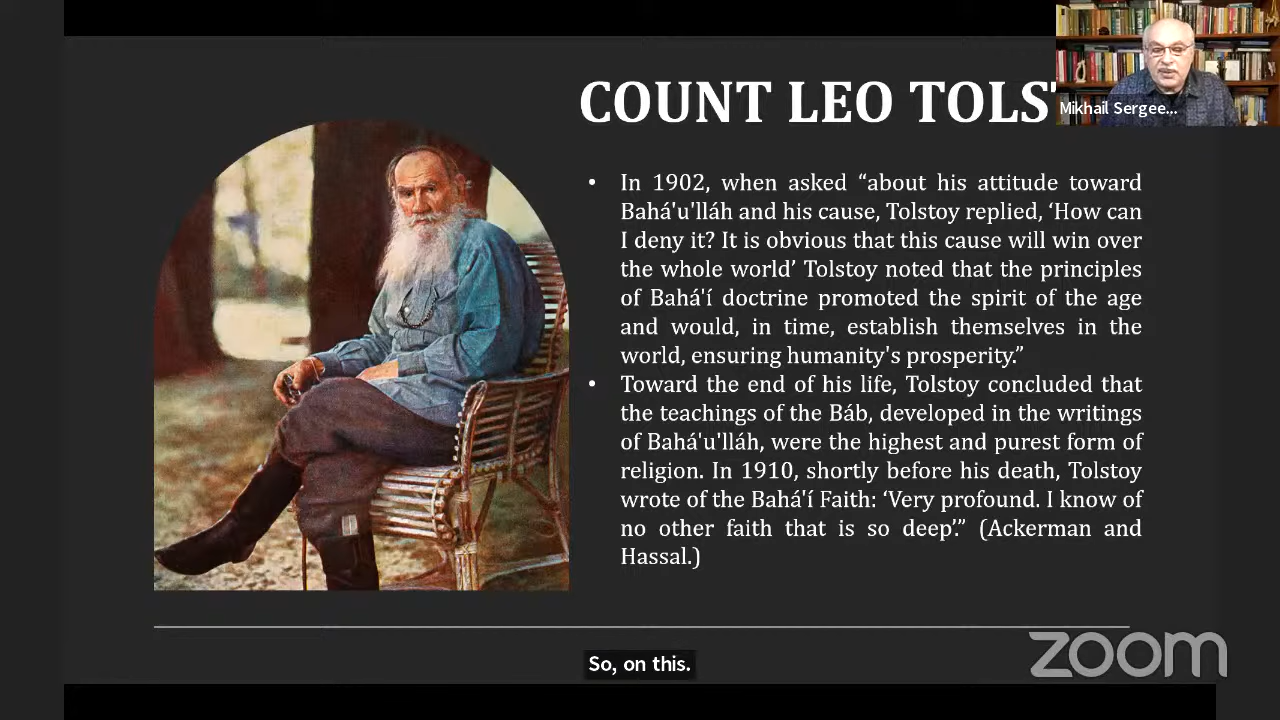 COUNT LEO TOLST
Mikhail Sergee...
• In 1902, when asked “about his attitude toward
Bahá'u'lláh and his cause, Tolstoy replied, ‘How can
I deny it? It is obvious that this cause will win over
the whole world’ Tolstoy noted that the principles
of Bahá'í doctrine promoted the spirit of the age
and would, in time, establish themselves in the
world, ensuring humanity's prosperity.”
• Toward the end of his life, Tolstoy concluded that
the teachings of the Báb, developed in the writings
of Bahá'u'lláh, were the highest and purest form of
religion. In 1910, shortly before his death, Tolstoy
wrote of the Bahá'í Faith: ‘Very profound. I know of
no other faith that is so deep’.” (Ackerman and
Hassal.)
So, on this.
zoom